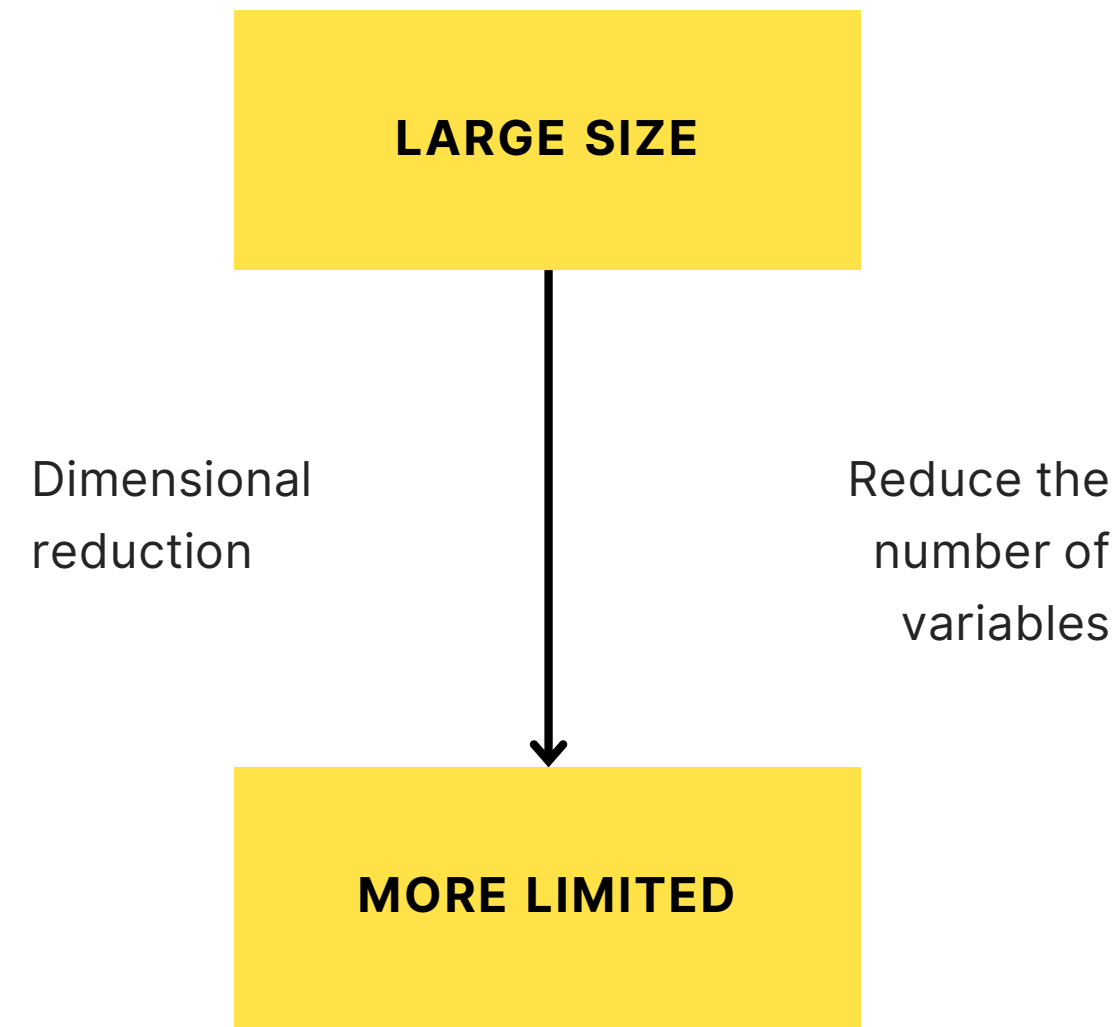 LARGE SIZE
Dimensional
reduction
Reduce the
number of
variables
MORE LIMITED